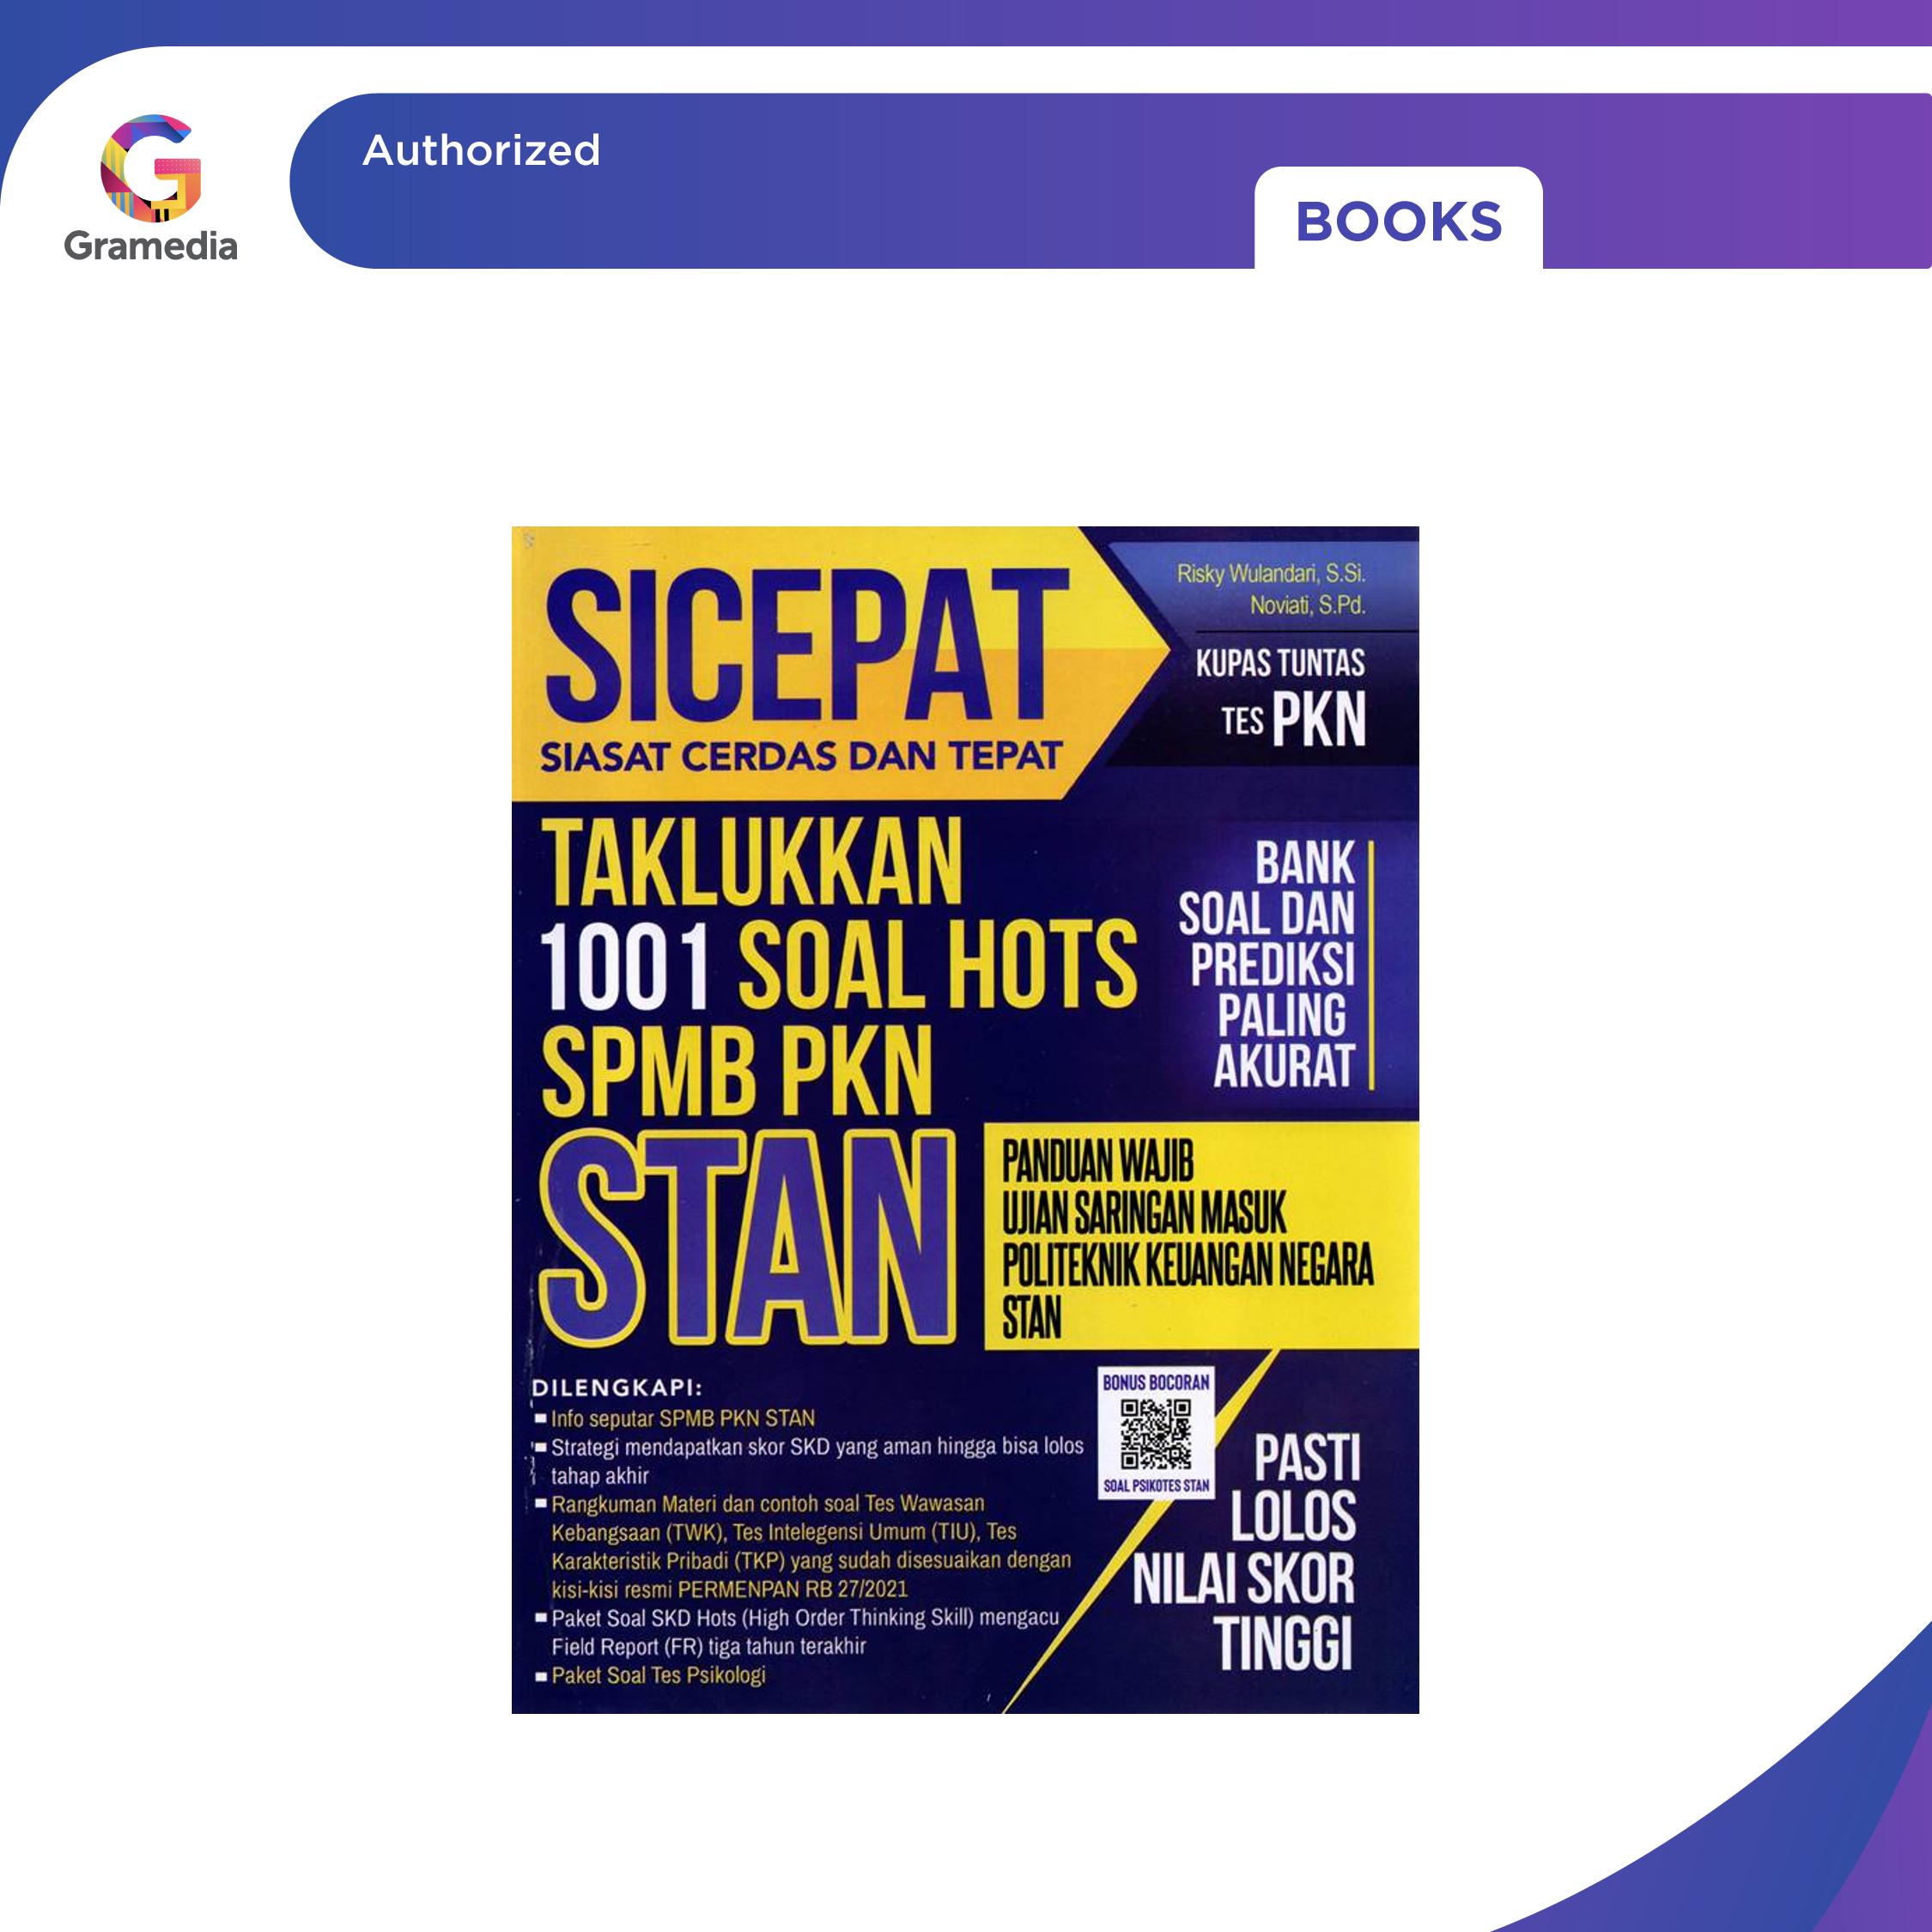 Gramedia
Authorized
BOOKS
SICEPAT
SIASAT CERDAS DAN TEPAT
Risky Wulandari, S.Si.
Noviati, S.Pd.
KUPAS TUNTAS
TES PKN
TAKLUKKAN
1001 SOAL HOTS
SPMB PKN
STAN
BANK
SOAL DAN
PREDIKSI
PALING
AKURAT
PANDUAN WAJIB
UJIAN SARINGAN MASUK
POLITEKNIK KEUANGAN NEGARA
STAN
DILENGKAPI:
Info seputar SPMB PKN STAN
Strategi mendapatkan skor SKD yang aman hingga bisa lolos
tahap akhir
Rangkuman Materi dan contoh soal Tes Wawasan
Kebangsaan (TWK), Tes Intelegensi Umum (TIU), Tes
Karakteristik Pribadi (TKP) yang sudah disesuaikan dengan
kisi-kisi resmi PERMENPAN RB 27/2021
Paket Soal SKD Hots (High Order Thinking Skill) mengacu
Field Report (FR) tiga tahun terakhir
Paket Soal Tes Psikologi
BONUS BOCORAN
SOAL PSIKOTES STAN
PASTI
LOLOS
NILAI SKOR
TINGGI